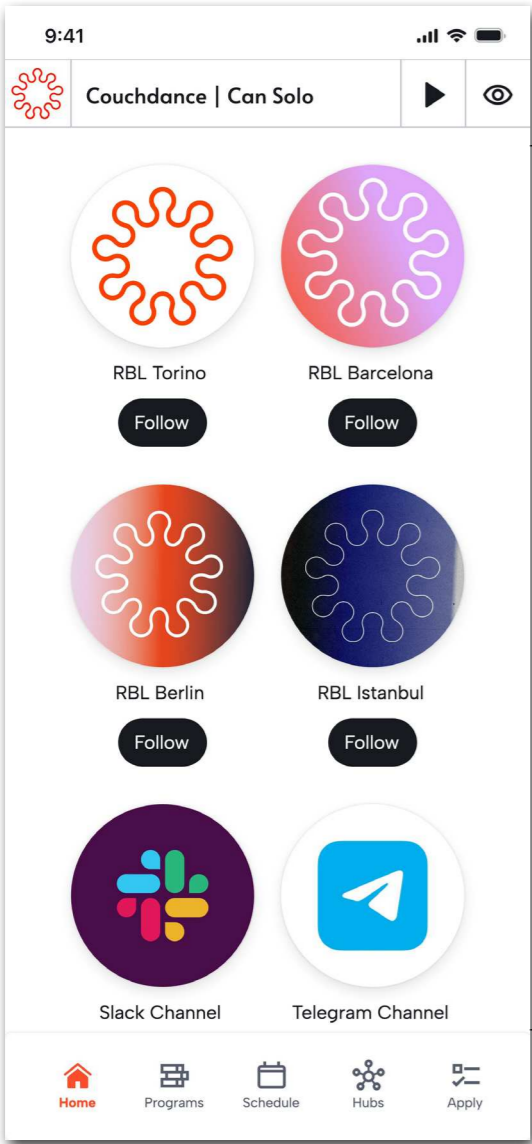 9:41
Couchdance | Can Solo
RBL Torino
RBL Barcelona
Follow
Follow
RBL Berlin
RBL Istanbul
Follow
Follow
Slack Channel
Telegram Channel
Home
Programs
Schedule
Hubs
Apply